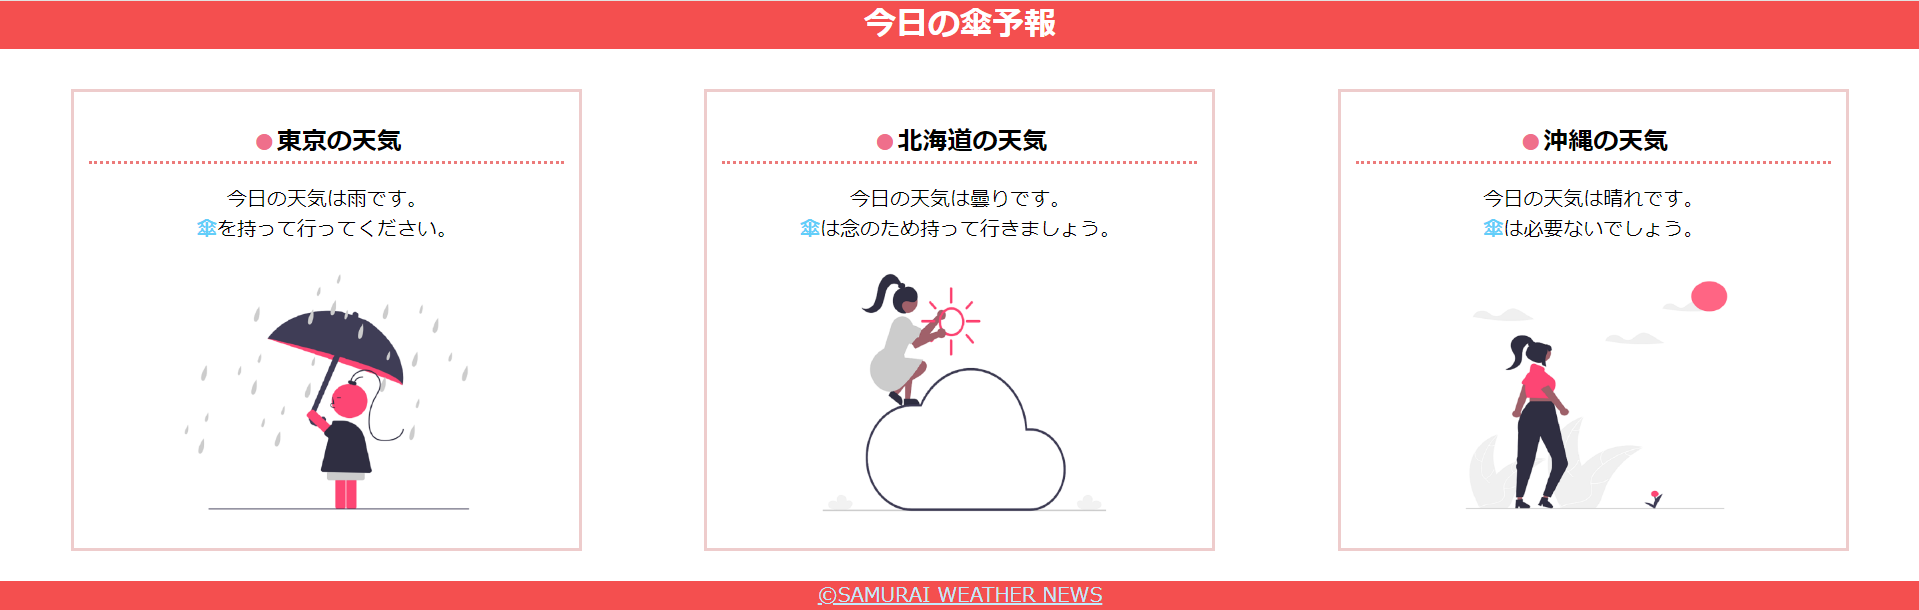 今日の傘予報
●東京の天気
今日の天気は雨です。
傘を持って行ってください。
●北海道の天気
今日の天気は曇りです。
傘は念のため持って行きましょう。
●沖縄の天気
今日の天気は晴れです。
傘は必要ないでしょう。
©SAMURAI WEATHER NEWS